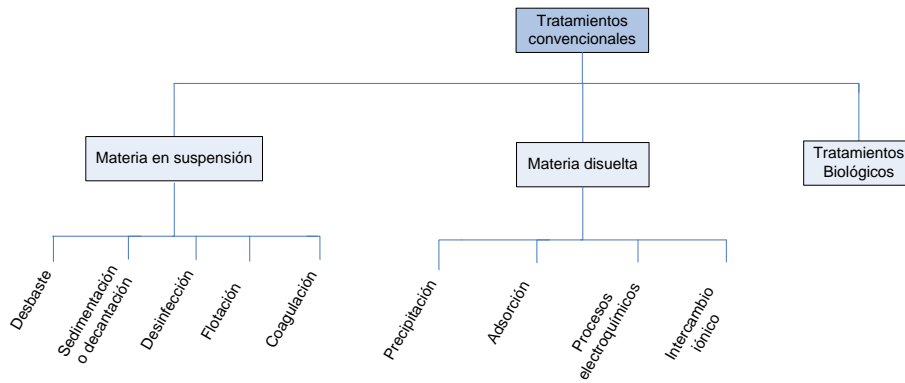 Tratamientos
convencionales
Materia en suspensión
Materia disuelta
Tratamientos
Biológicos
Desbaste
Sedimentación
o decantación
Desinfección
Flotación
Coagulación
Precipitación
Adsorción
Procesos
electroquímicos
Intercambio
iónico